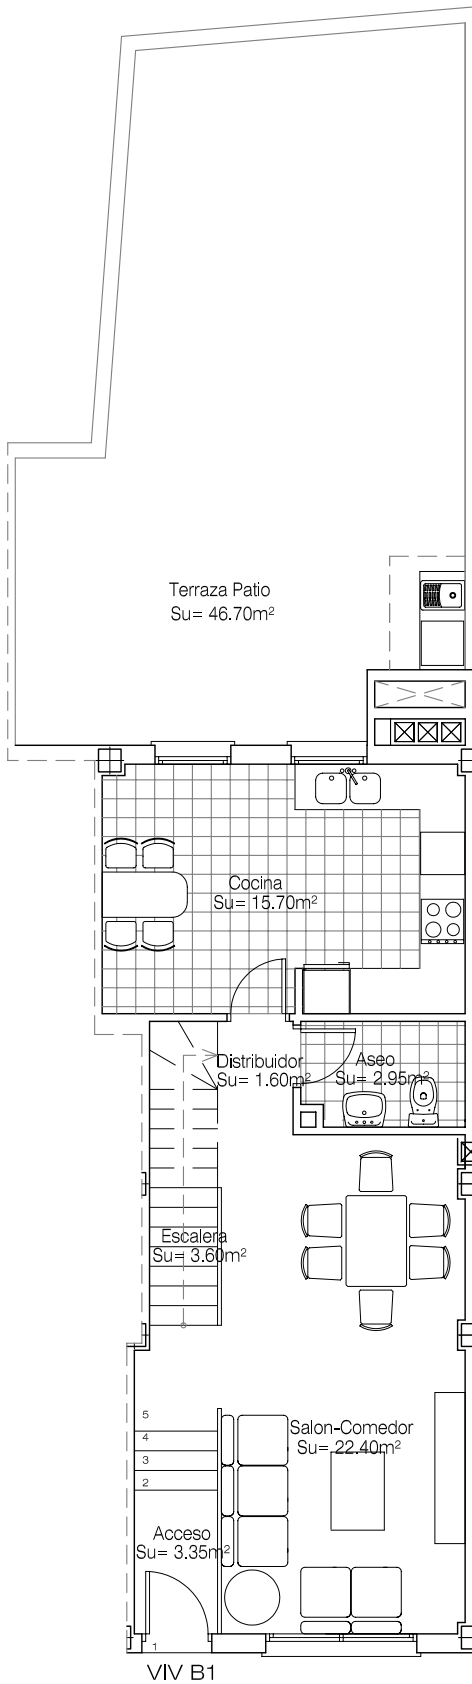 Terraza Patio
Su= 46.70m²
Cocina
Su= 15.70m²
Distribuidor
Su= 1.60m²
Aseo
Su= 2.95m²
Escalera
Su= 3.60m²
5
4
3
2
Salon-Comedor
Su= 22.40m²
Acceso
Su= 3.35m²
1
VIV B1